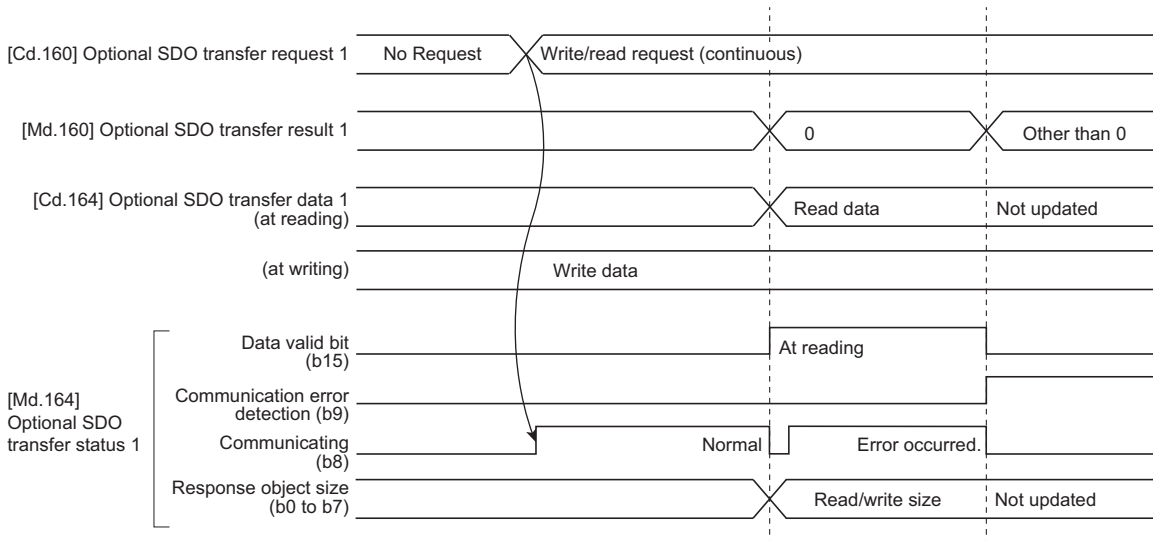 [Cd.160] Optional SDO transfer request 1
No Request
Write/read request (continuous)
[Md.160] Optional SDO transfer result 1
0
Other than 0
[Cd.164] Optional SDO transfer data 1
(at reading)
Read data
Not updated
(at writing)
Write data
Data valid bit
(b15)
At reading
[Md.164]
Optional SDO
transfer status 1
Communication error
detection (b9)
Communicating
(b8)
Normal
Error occurred.
Response object size
(b0 to b7)
Read/write size
Not updated